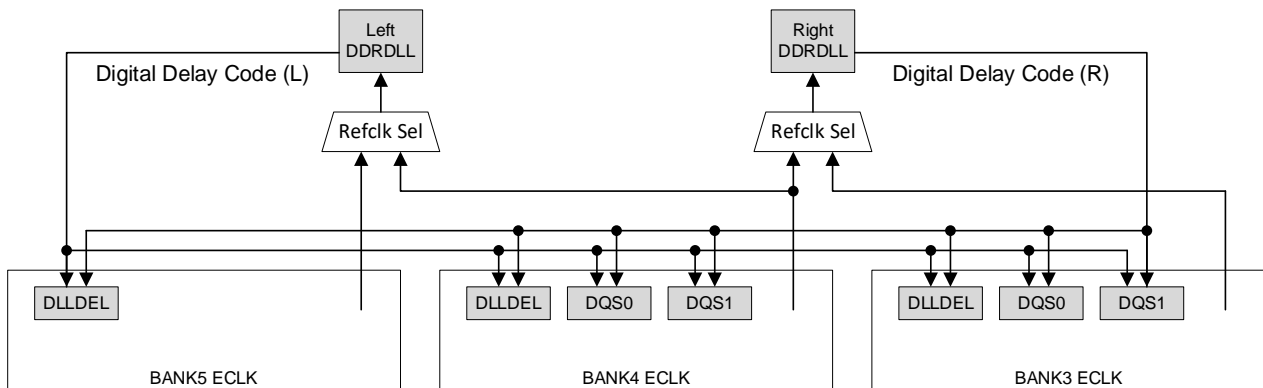 Left
DDRDLL
Right
DDRDLL
Digital Delay Code (L)
Digital Delay Code (R)
Refclk Sel
Refclk Sel
DLLDEL
DLLDEL
DQS0
DQS1
DLLDEL
DQS0
DQS1
BANK5 ECLK
BANK4 ECLK
BANK3 ECLK